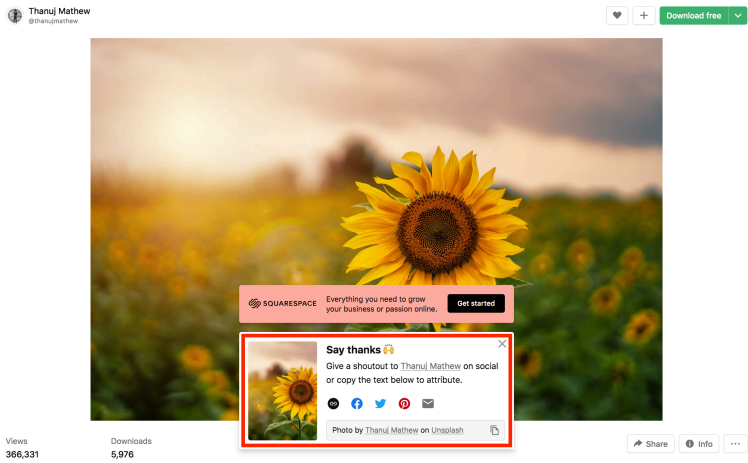 Thanuj Mathew
@thanujmathew
Download free
SQUARESPACE
Everything you need to grow
your business or passion online.
Get started
Say thanks 🙌
Give a shoutout to Thanuj Mathew on social
or copy the text below to attribute.
Photo by Thanuj Mathew on Unsplash
Views
366,331
Downloads
5,976
Share
Info